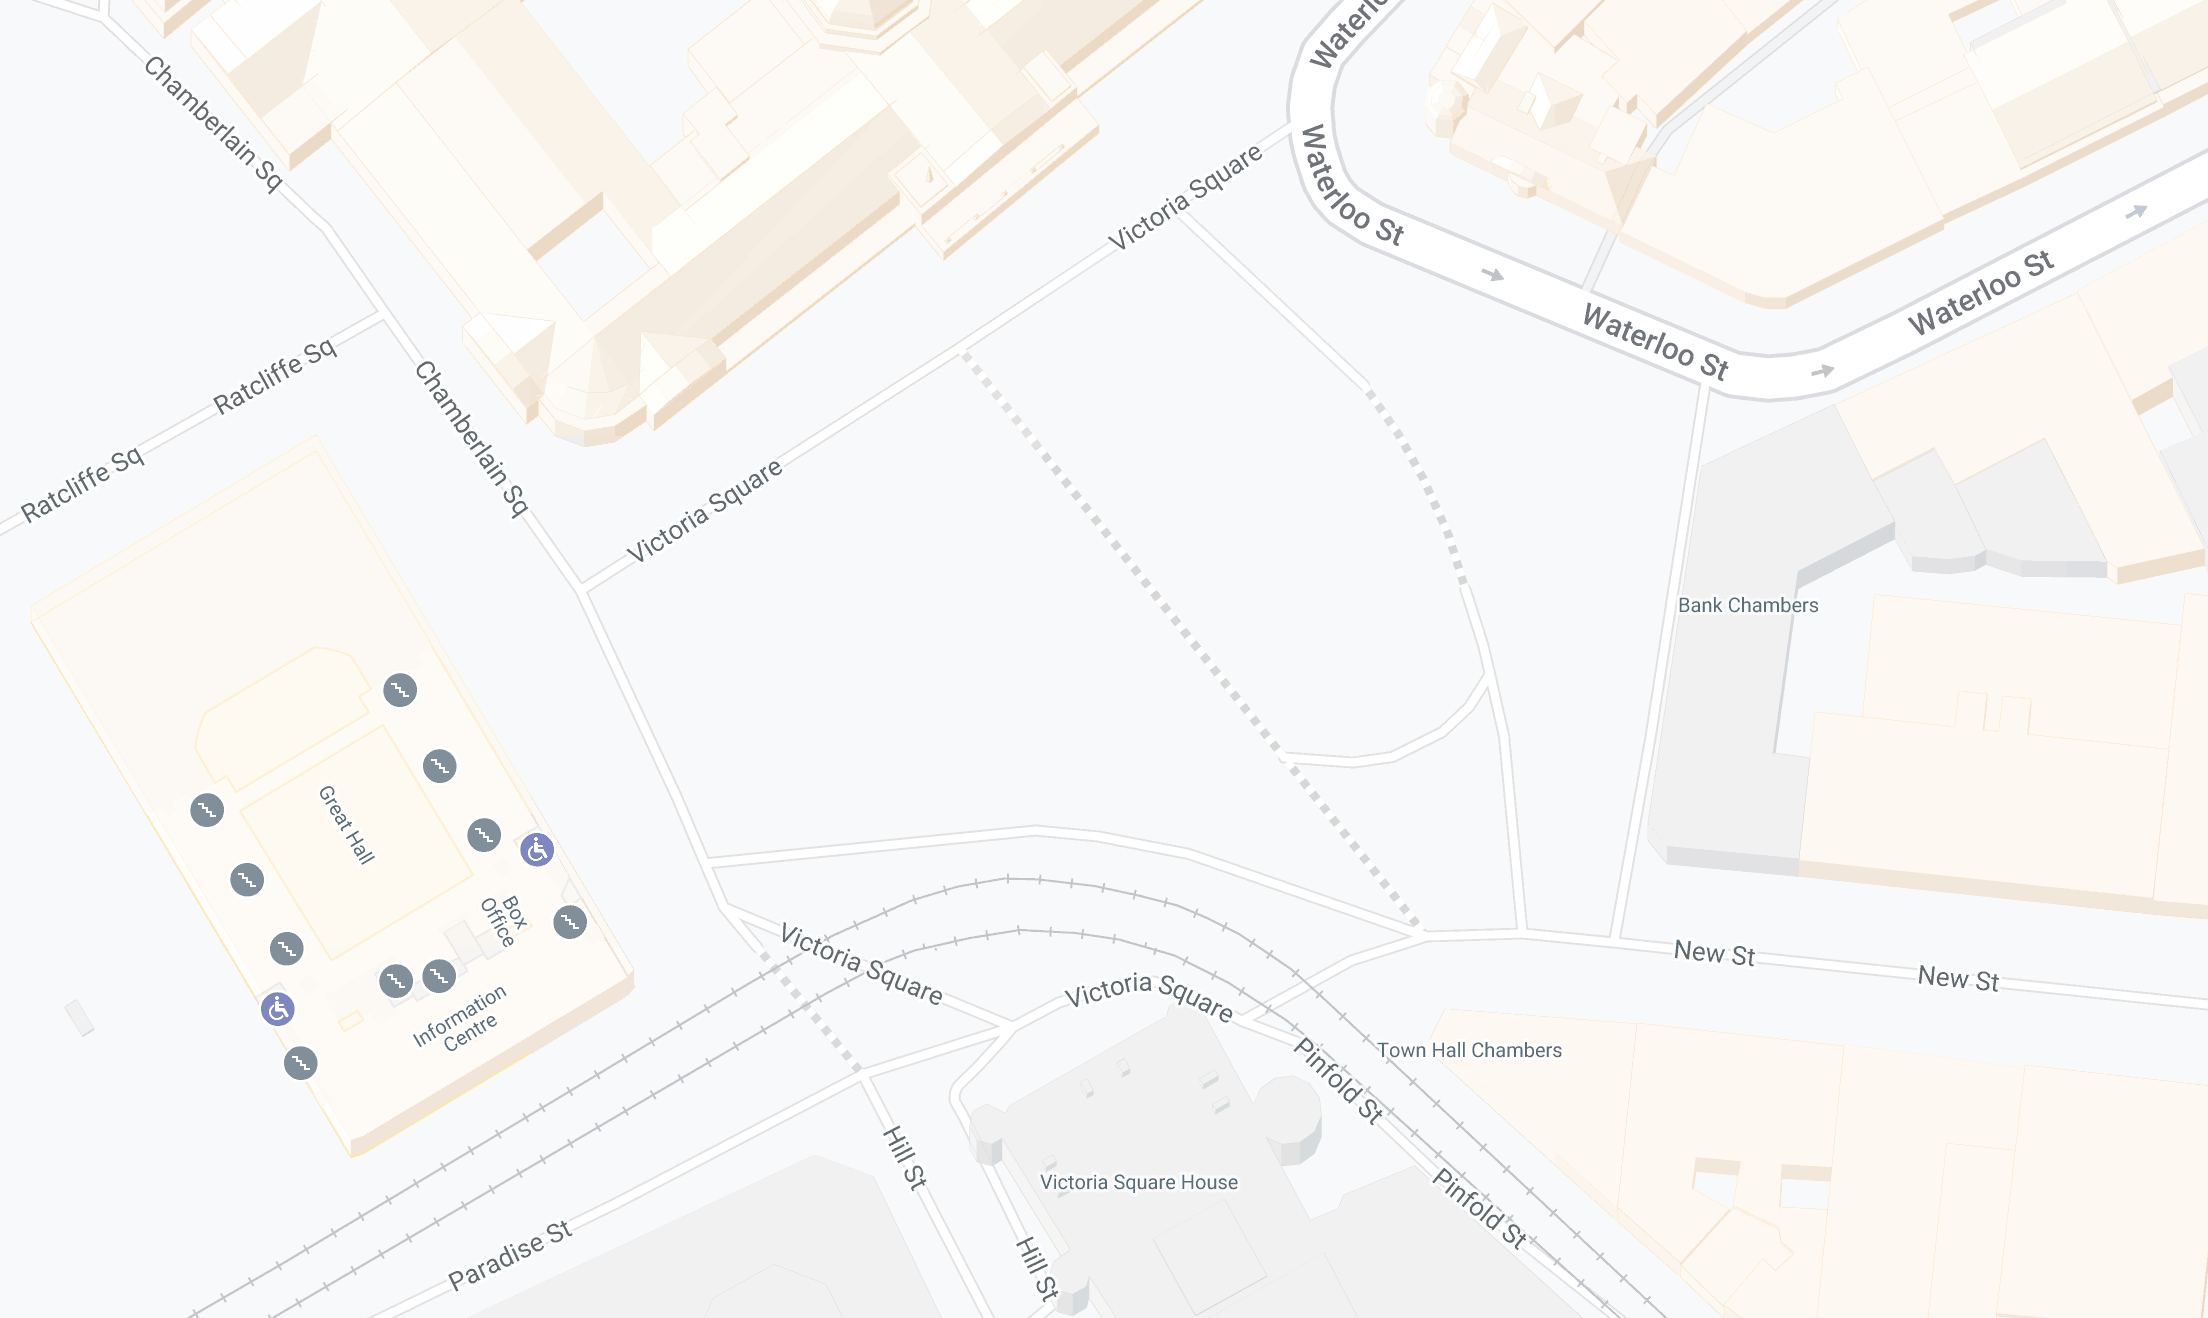 Waterlo
Chamberlain Sq
Waterloo St
Victoria Square
Waterloo St
Waterloo St
Ratcliffe Sq
Chamberlain Sq
Ratcliffe Sq
Victoria Square
Bank Chambers
Great Hall
Box
Office
Victoria Square
Victoria Square
New St
New St
Information
Centre
Pinfold St
Town Hall Chambers
Hill St
Victoria Square House
Pinfold St
Paradise St
Hill St